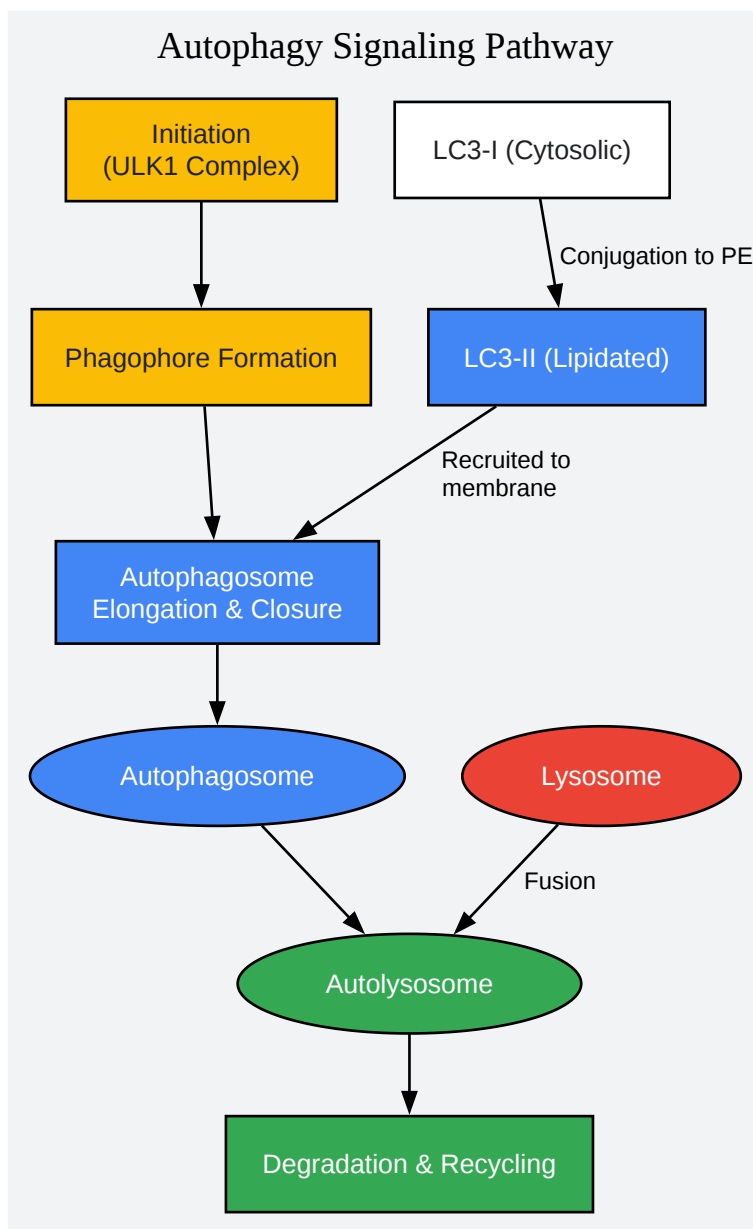 Autophagy Signaling Pathway
Initiation
(ULK1 Complex)
LC3-I (Cytosolic)
Conjugation to PE
Phagophore Formation
LC3-II (Lipidated)
Recruited to
membrane
Autophagosome
Elongation & Closure
Autophagosome
Lysosome
Fusion
Autolysosome
Degradation & Recycling